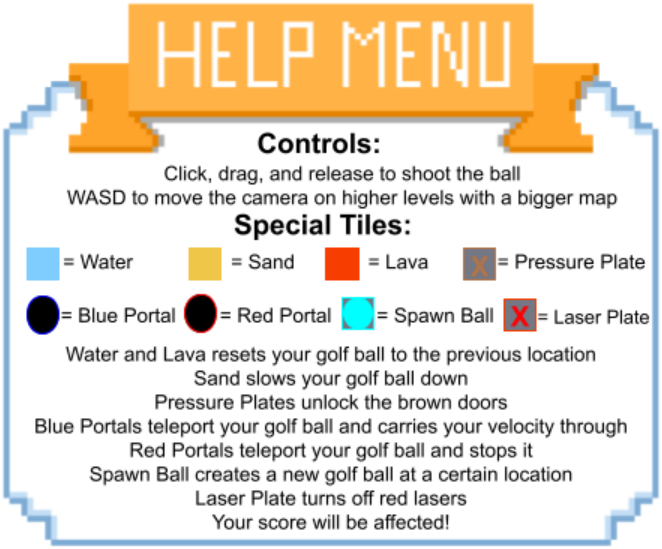 HELP MENU
Controls:
Click, drag, and release to shoot the ball
WASD to move the camera on higher levels with a bigger map
Special Tiles:
= Water = Sand = Lava X = Pressure Plate
= Blue Portal = Red Portal = Spawn Ball X = Laser Plate
Water and Lava resets your golf ball to the previous location
Sand slows your golf ball down
Pressure Plates unlock the brown doors
Blue Portals teleport your golf ball and carries your velocity through
Red Portals teleport your golf ball and stops it
Spawn Ball creates a new golf ball at a certain location
Laser Plate turns off red lasers
Your score will be affected!